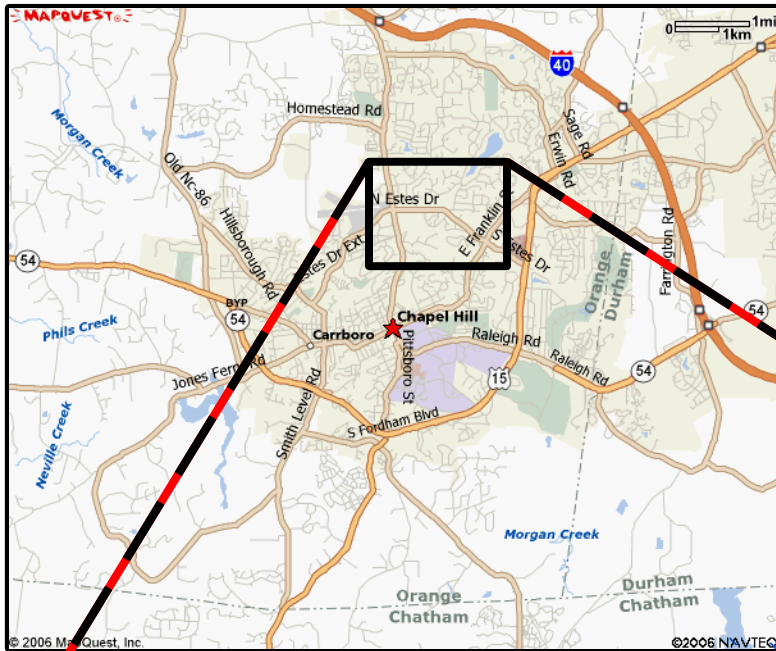 MAPQUEST
1mi
0 1km
40
Homestead Rd
Sage Rd
Morgan Creek
Erwin Rd
Old Nc-86
N Estes Dr
Hillsborough Rd
E Franklin
S Estes Dr
Farrington Rd
Estes Dr Ext
54
Orange
Durham
BYP
54
54
Phils Creek
Chapel Hill
Carrboro
Raleigh Rd
Pittsboro St
Raleigh Rd
54
Jones Ferry Rd
15
Smith Level Rd
S Fordham Blvd
Neville Creek
Morgan Creek
Durham
Orange
Chatham
Chatham
© 2006 MapQuest, Inc.
©2006 NAVTEQ